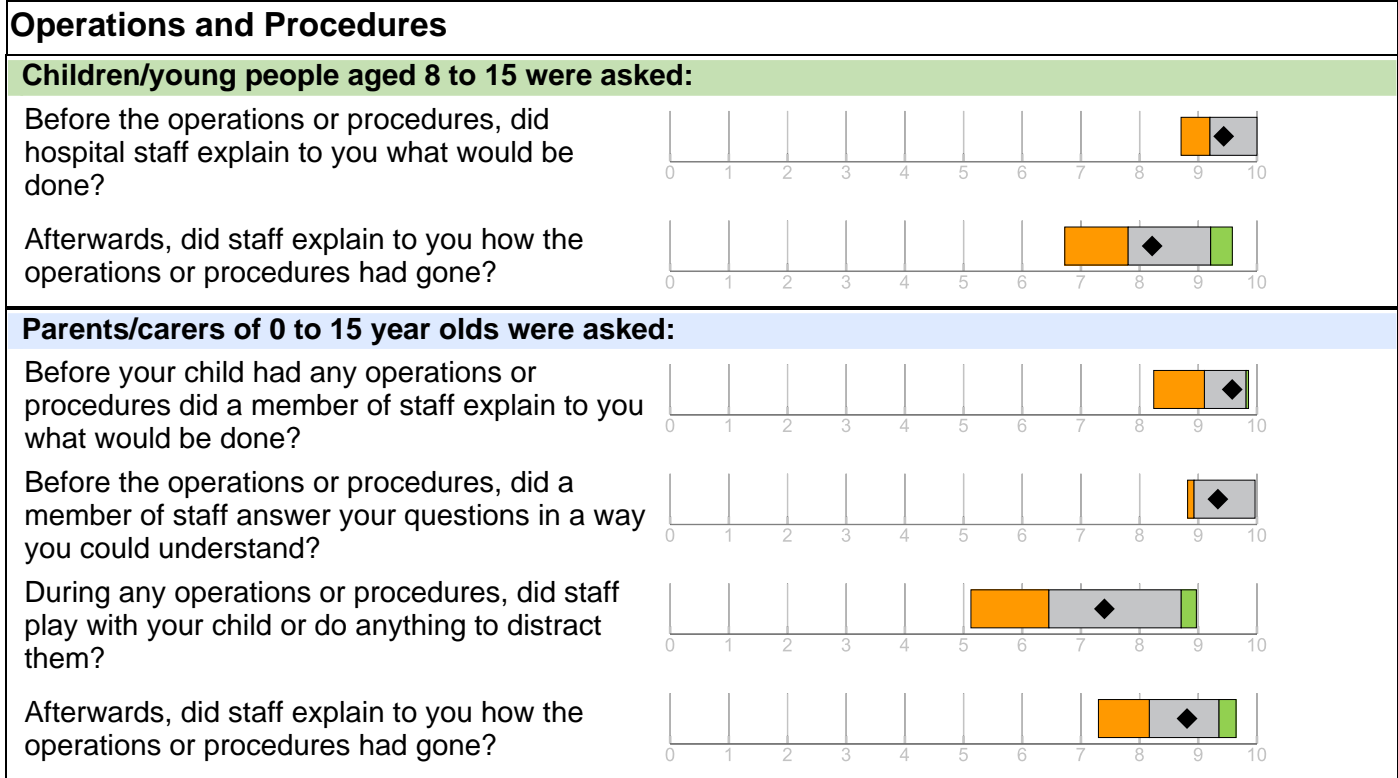 Operations and Procedures
Children/young people aged 8 to 15 were asked:
Before the operations or procedures, did
hospital staff explain to you what would be
done?
0 1 2 3 4 5 6 7 8 9 10
Afterwards, did staff explain to you how the
operations or procedures had gone?
0 1 2 3 4 5 6 7 8 9 10
Parents/carers of 0 to 15 year olds were asked:
Before your child had any operations or
procedures did a member of staff explain to you
what would be done?
0 1 2 3 4 5 6 7 8 9 10
Before the operations or procedures, did a
member of staff answer your questions in a way
you could understand?
0 1 2 3 4 5 6 7 8 9 10
During any operations or procedures, did staff
play with your child or do anything to distract
them?
0 1 2 3 4 5 6 7 8 9 10
Afterwards, did staff explain to you how the
operations or procedures had gone?
0 1 2 3 4 5 6 7 8 9 10